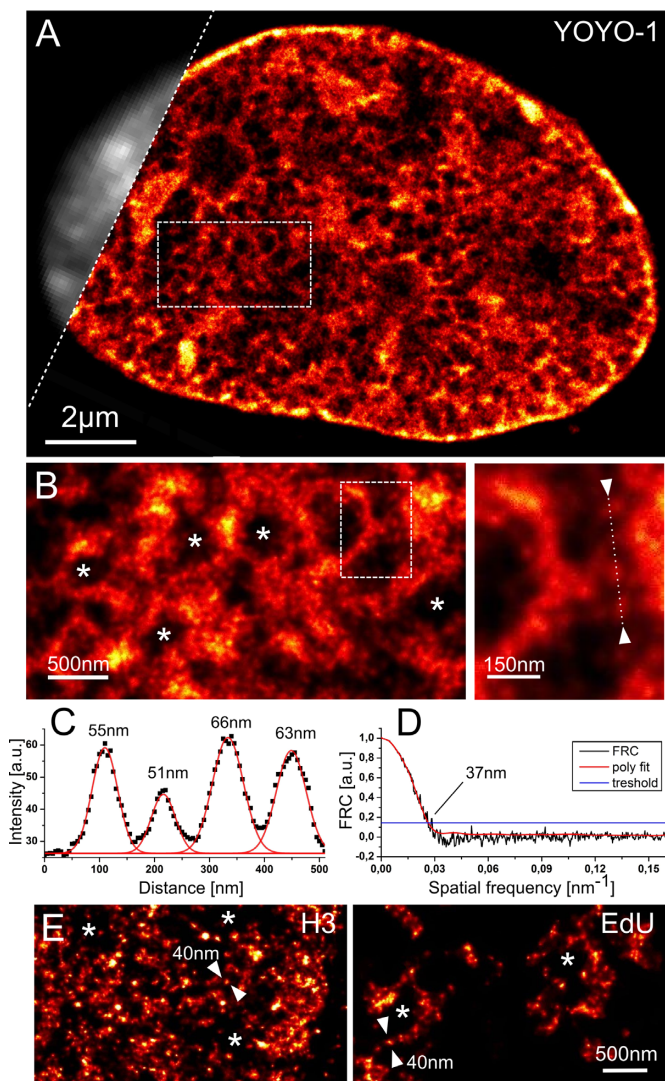 A
YOYO-1
2μm
B
*
*
*
*
*
500nm
150nm
C
55nm
51nm
66nm
63nm
60
50
40
30
Intensity [a.u.]
0 100 200 300 400 500
Distance [nm]
D
37nm
FRC
poly fit
treshold
1,0
0,8
0,6
0,4
0,2
0,0
-0,2
FRC [a.u.]
0,00 0,03 0,06 0,09 0,12 0,15
Spatial frequency [nm-1]
E
H3
*
*
40nm
*
EdU
*
*
40nm
500nm